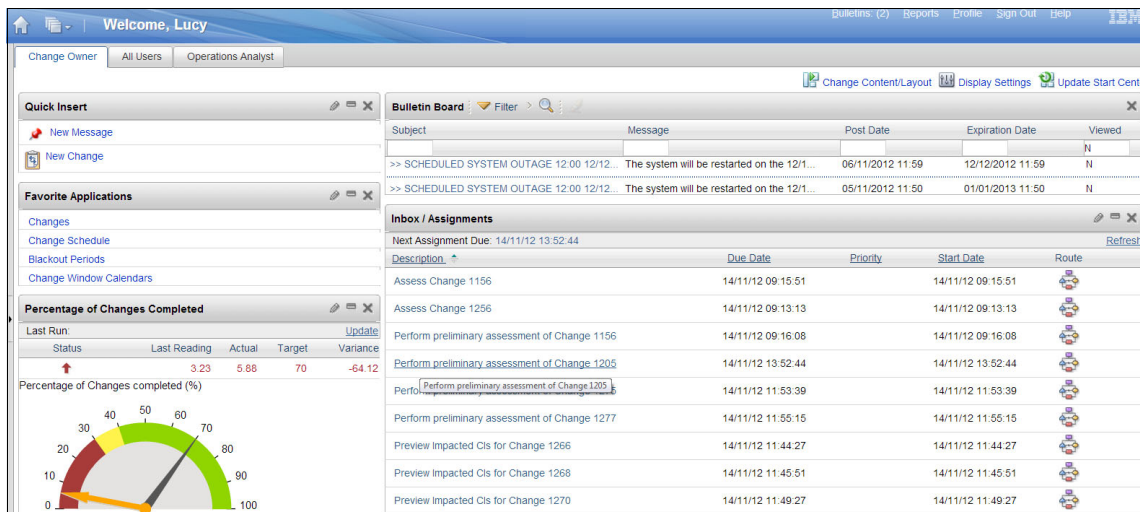 Bulletins: (2) Reports Profile Sign Out Help IBM
Welcome, Lucy
Change Owner All Users Operations Analyst
Change Content/Layout Display Settings Update Start Cent
Quick Insert
New Message
New Change
Favorite Applications
Changes
Change Schedule
Blackout Periods
Change Window Calendars
Percentage of Changes Completed
Last Run: Update
Status Last Reading Actual Target Variance
3.23 5.88 70 -64.12
Percentage of Changes completed (%)
0 10 20 30 40 50 60 70 80 90 100
Bulletin Board Filter
Subject Message Post Date Expiration Date Viewed
N
>> SCHEDULED SYSTEM OUTAGE 12:00 12/12... The system will be restarted on the 12/1... 06/11/2012 11:59 12/12/2012 11:59 N
>> SCHEDULED SYSTEM OUTAGE 12:00 12/12... The system will be restarted on the 12/1... 05/11/2012 11:50 01/01/2013 11:50 N
Inbox / Assignments
Next Assignment Due: 14/11/12 13:52:44 Refresh
Description Due Date Priority Start Date Route
Assess Change 1156 14/11/12 09:15:51 14/11/12 09:15:51
Assess Change 1256 14/11/12 09:13:13 14/11/12 09:13:13
Perform preliminary assessment of Change 1156 14/11/12 09:16:08 14/11/12 09:16:08
Perform preliminary assessment of Change 1205 14/11/12 13:52:44 14/11/12 13:52:44
Perform preliminary assessment of Change 1205
14/11/12 11:53:39 14/11/12 11:53:39
Perform preliminary assessment of Change 1277 14/11/12 11:55:15 14/11/12 11:55:15
Preview Impacted CIs for Change 1266 14/11/12 11:44:27 14/11/12 11:44:27
Preview Impacted CIs for Change 1268 14/11/12 11:45:51 14/11/12 11:45:51
Preview Impacted CIs for Change 1270 14/11/12 11:49:27 14/11/12 11:49:27